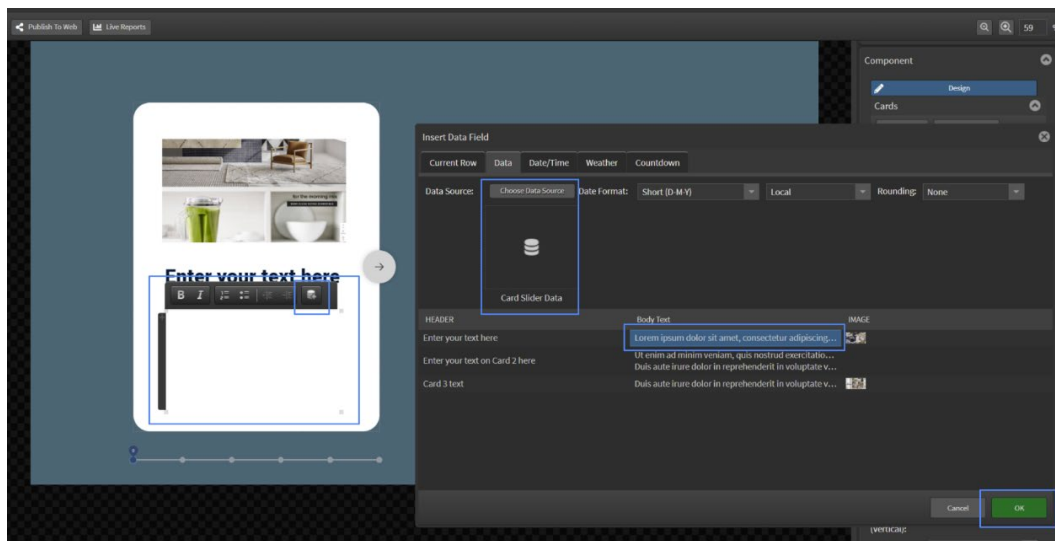 Publish To Web Live Reports 59
Component
Design
Cards
for the morning mix.
Enter your text here
B I
Insert Data Field
Current Row Data Date/Time Weather Countdown
Data Source: Choose Data Source Date Format: Short (D-M-Y) Local Rounding: None
Card Slider Data
HEADER Body Text IMAGE
Enter your text here Lorem ipsum dolor sit amet, consectetur adipiscing...
Enter your text on Card 2 here Ut enim ad minim veniam, quis nostrud exercitatio...
Duis aute irure dolor in reprehenderit in voluptate v...
Card 3 text Duis aute irure dolor in reprehenderit in voluptate v...
Cancel OK
(vertical):